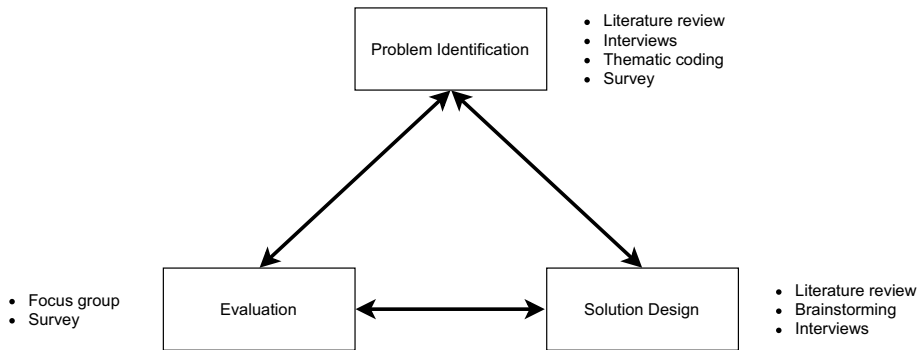 Problem Identification
• Literature review
• Interviews
• Thematic coding
• Survey
• Focus group
• Survey
Evaluation
Solution Design
• Literature review
• Brainstorming
• Interviews